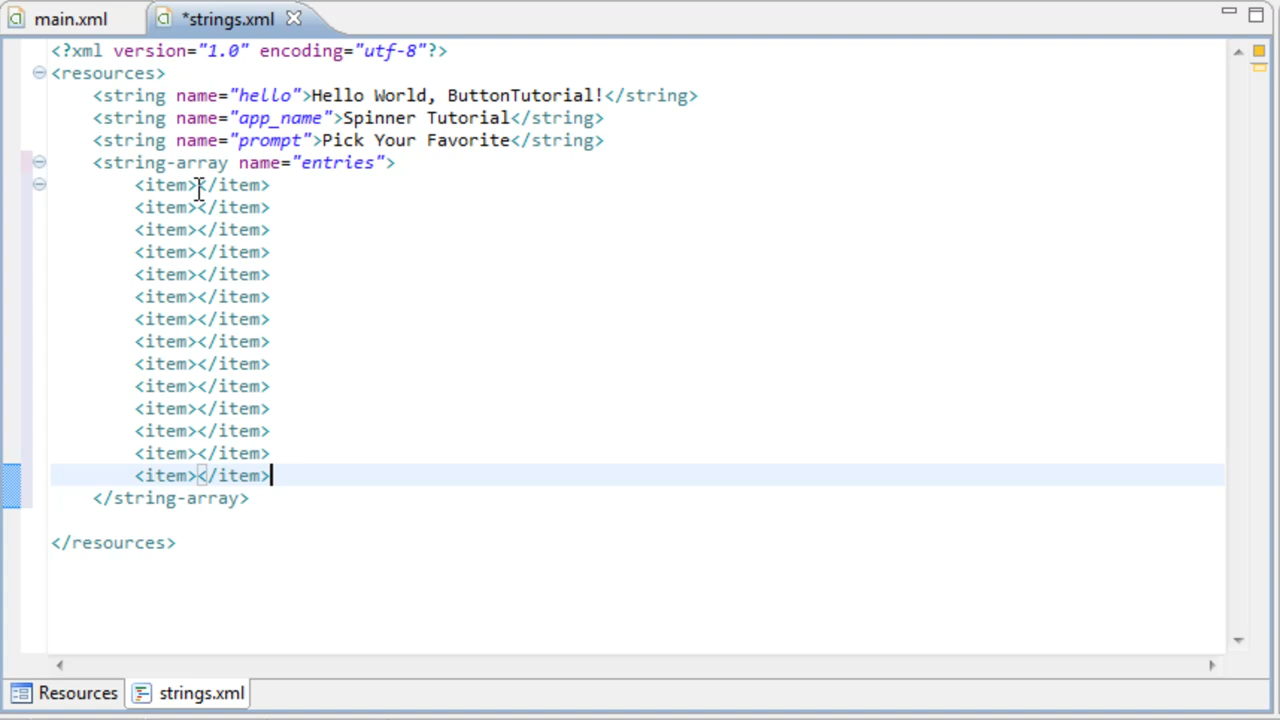 main.xml *strings.xml
<?xml version="1.0" encoding="utf-8"?>
<resources>
    <string name="hello">Hello World, ButtonTutorial!</string>
    <string name="app_name">Spinner Tutorial</string>
    <string name="prompt">Pick Your Favorite</string>
    <string-array name="entries">
        <item></item>
        <item></item>
        <item></item>
        <item></item>
        <item></item>
        <item></item>
        <item></item>
        <item></item>
        <item></item>
        <item></item>
        <item></item>
        <item></item>
        <item></item>
        <item></item>
    </string-array>
</resources>
Resources strings.xml